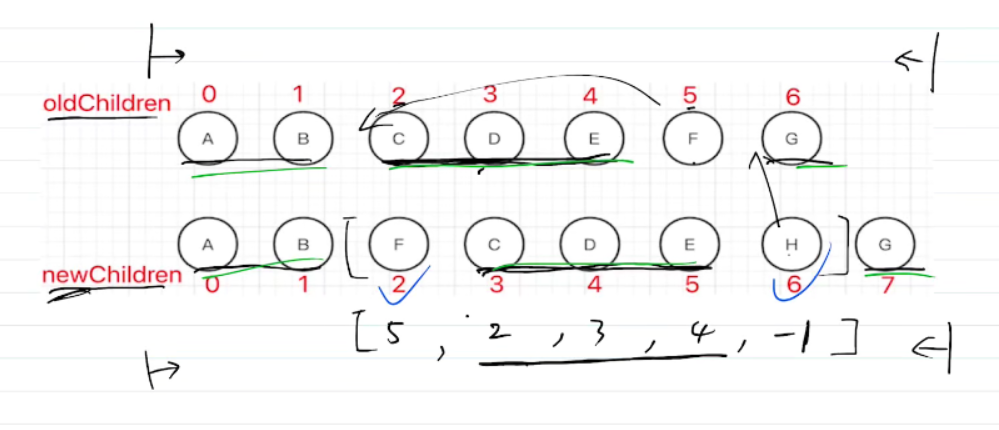 0 1 2 3 4 5 6
oldChildren A B C D E F G
newChildren A B [ F C D E H ] G
0 1 2 3 4 5 6 7
[ 5 , 2 , 3 , 4 , -1 ]